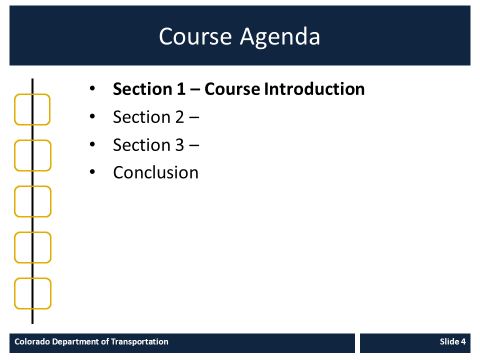 Course Agenda
• Section 1 – Course Introduction
• Section 2 –
• Section 3 –
• Conclusion
Colorado Department of Transportation
Slide 4